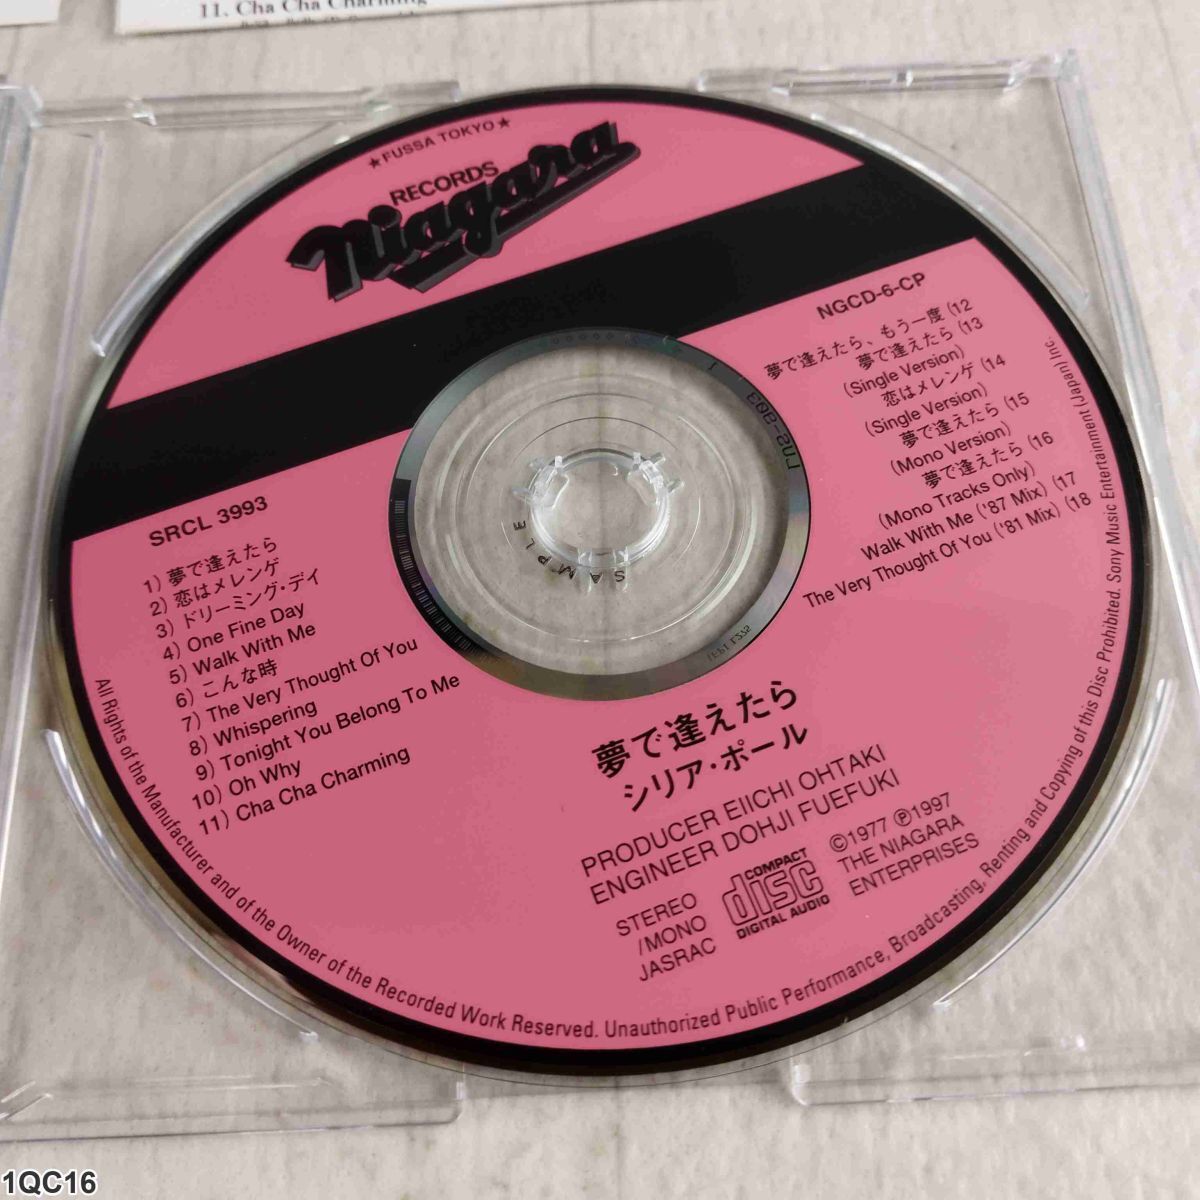 11. Cha Cha Charming
★FUSSA TOKYO★
RECORDS
Niagara
SRCL 3993
1) 夢で逢えたら
2) 恋はメレンゲ
3) ドリーミング・デイ
4) One Fine Day
5) Walk With Me
6) こんな時
7) The Very Thought Of You
8) Whispering
9) Tonight You Belong To Me
10) Oh Why
11) Cha Cha Charming
NGCD-6-CP
夢で逢えたら、もう一度 (12
夢で逢えたら (13
(Single Version)
恋はメレンゲ (14
(Single Version)
夢で逢えたら (15
(Mono Version)
夢で逢えたら (16
(Mono Tracks Only)
Walk With Me ('87 Mix) (17
The Very Thought Of You ('81 Mix) (18
SAMPLE
夢で逢えたら
シリア・ポール
PRODUCER EIICHI OHTAKI
ENGINEER DOHJI FUEFUKI
STEREO
/MONO
JASRAC
COMPACT
disc
DIGITAL AUDIO
©1977 ℗1997
THE NIAGARA
ENTERPRISES
All Rights of the Manufacturer and of the Owner of the Recorded Work Reserved. Unauthorized Public Performance, Broadcasting, Renting and Copying of this Disc Prohibited. Sony Music Entertainment (Japan) Inc.
1QC16